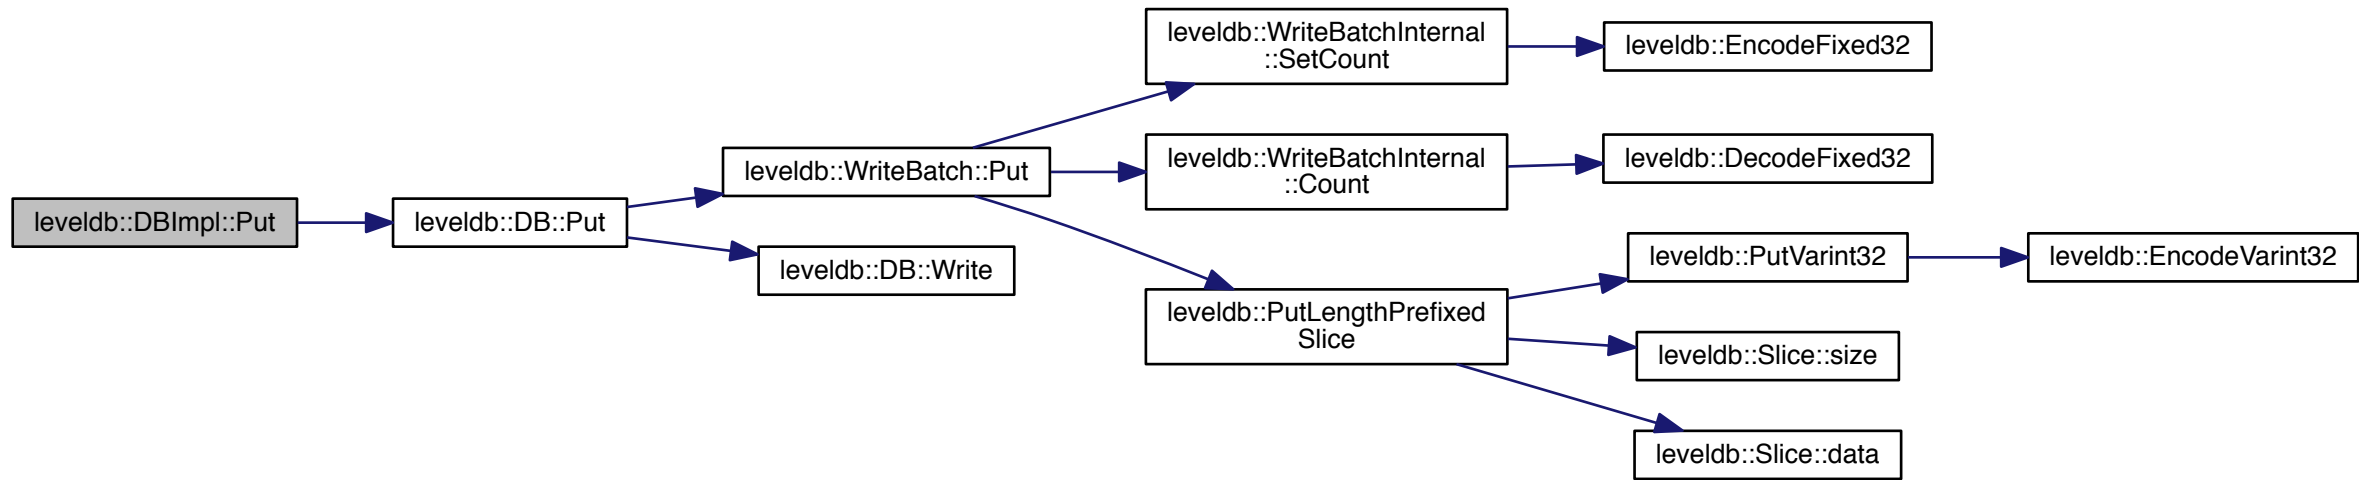 leveldb::DBImpl::Put
leveldb::DB::Put
leveldb::WriteBatch::Put
leveldb::DB::Write
leveldb::WriteBatchInternal
::SetCount
leveldb::WriteBatchInternal
::Count
leveldb::PutLengthPrefixed
Slice
leveldb::EncodeFixed32
leveldb::DecodeFixed32
leveldb::PutVarint32
leveldb::Slice::size
leveldb::Slice::data
leveldb::EncodeVarint32